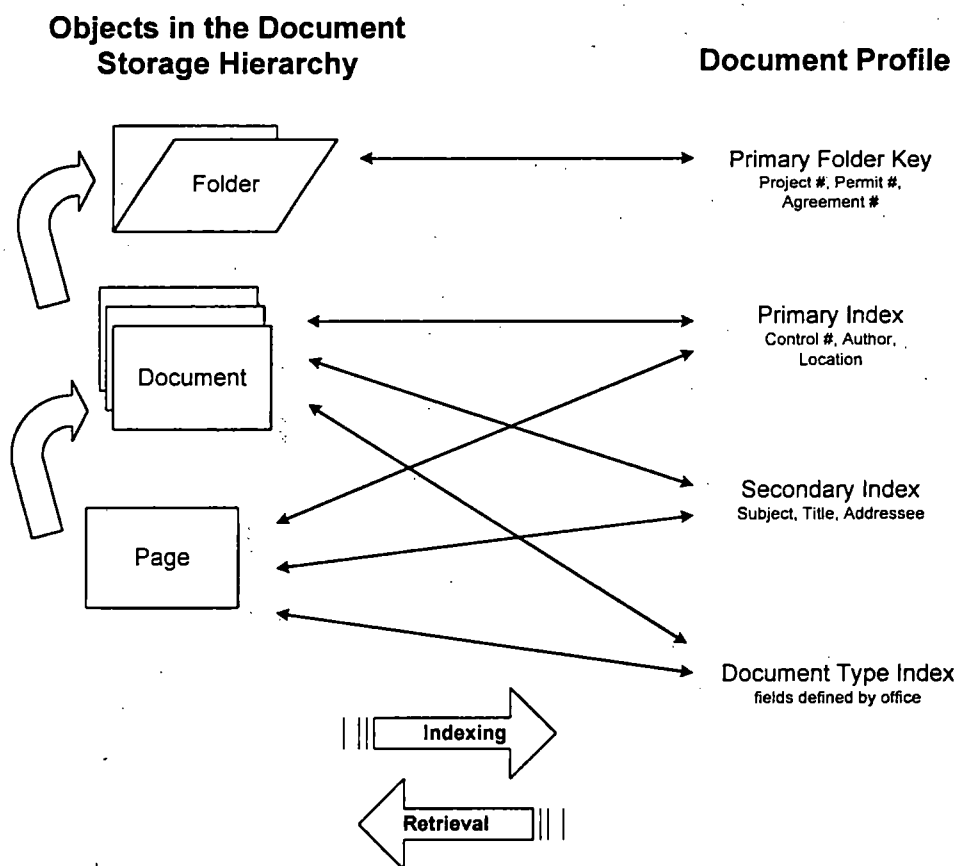 Objects in the Document
Storage Hierarchy
Document Profile
Folder
Primary Folder Key
Project #, Permit #,
Agreement #
Document
Primary Index
Control #, Author,
Location
Page
Secondary Index
Subject, Title, Addressee
Document Type Index
fields defined by office
Indexing
Retrieval